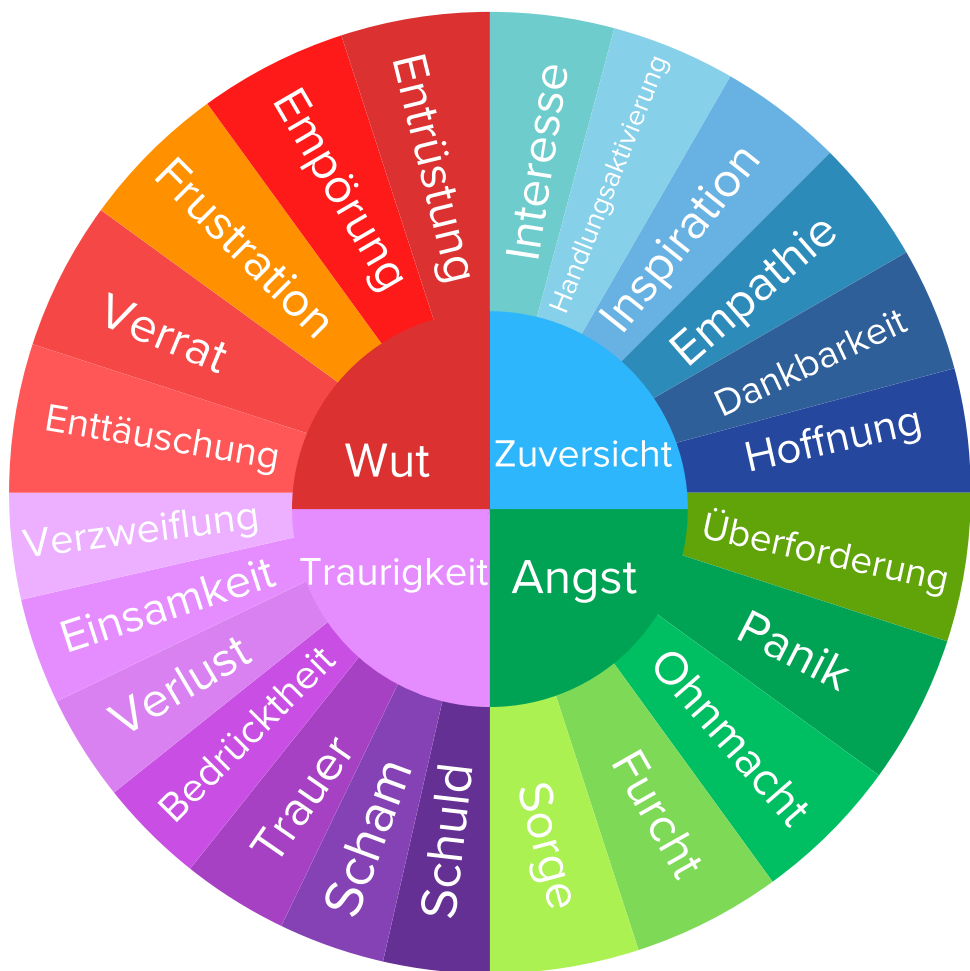 Interesse
Handlungsaktivierung
Inspiration
Empathie
Dankbarkeit
Hoffnung
Überforderung
Panik
Ohnmacht
Furcht
Sorge
Schuld
Scham
Trauer
Bedrücktheit
Verlust
Einsamkeit
Verzweiflung
Enttäuschung
Verrat
Frustration
Empörung
Entrüstung
Wut
Zuversicht
Traurigkeit
Angst